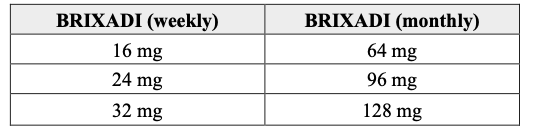 BRIXADI (weekly) BRIXADI (monthly)
16 mg 64 mg
24 mg 96 mg
32 mg 128 mg